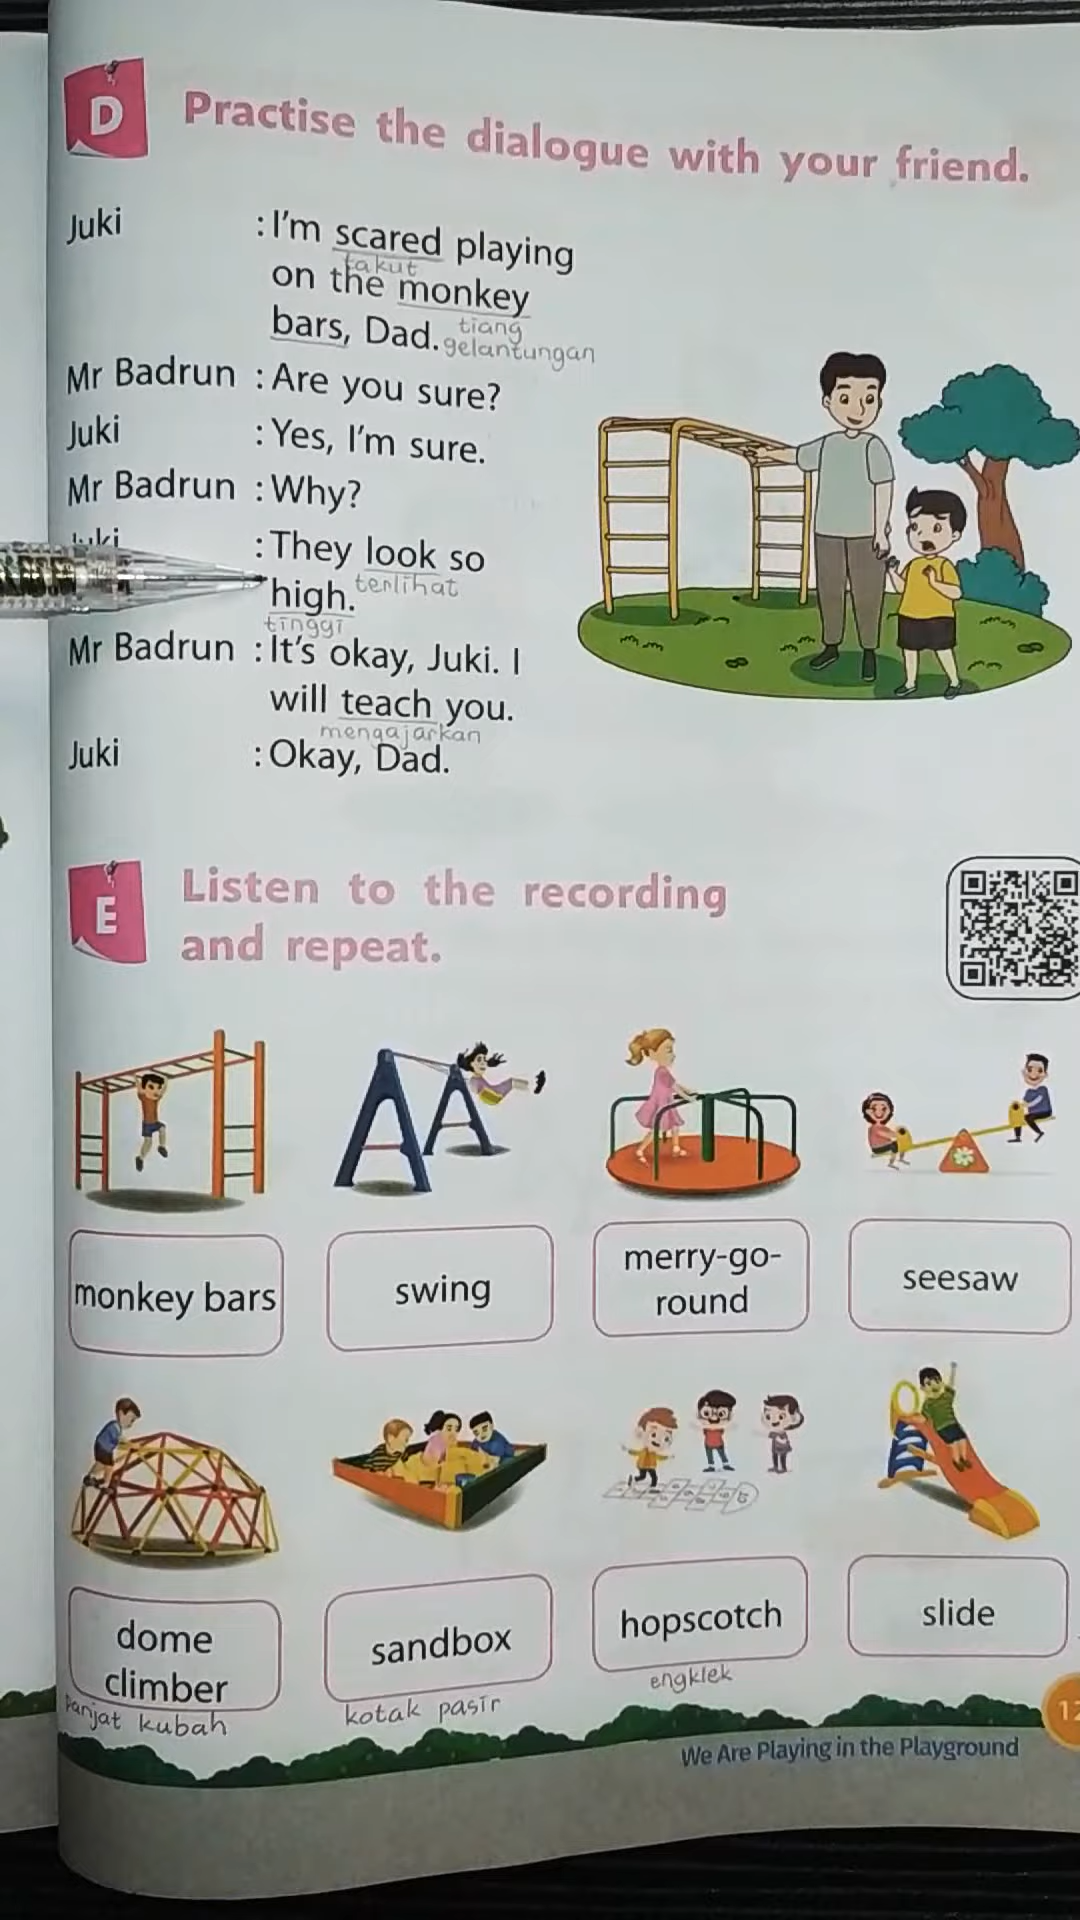 D Practise the dialogue with your friend.
Juki : I'm scared playing
takut
on the monkey
bars, Dad. tiang
gelantungan
Mr Badrun : Are you sure?
Juki : Yes, I'm sure.
Mr Badrun : Why?
Juki : They look so
high. terlihat
tinggi
Mr Badrun : It's okay, Juki. I
will teach you.
mengajarkan
Juki : Okay, Dad.
E Listen to the recording
and repeat.
monkey bars
swing
merry-go-
round
seesaw
dome
climber
panjat kubah
sandbox
kotak pasir
hopscotch
engklek
slide
We Are Playing in the Playground